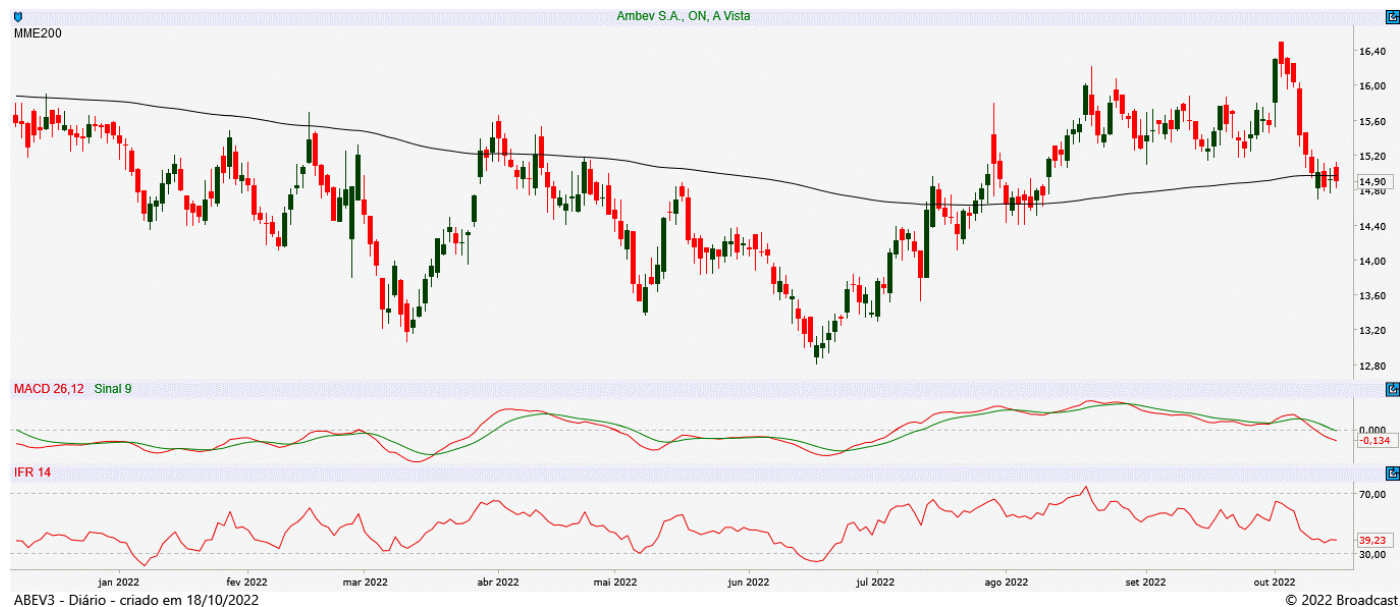 Ambev S.A., ON, A Vista
MME200
16,40
16,00
15,60
15,20
14,90
14,80
14,40
14,00
13,60
13,20
12,80
MACD 26,12 Sinal 9
0,000
-0,134
IFR 14
70,00
39,23
30,00
jan 2022 fev 2022 mar 2022 abr 2022 mai 2022 jun 2022 jul 2022 ago 2022 set 2022 out 2022
ABEV3 - Diário - criado em 18/10/2022 © 2022 Broadcast